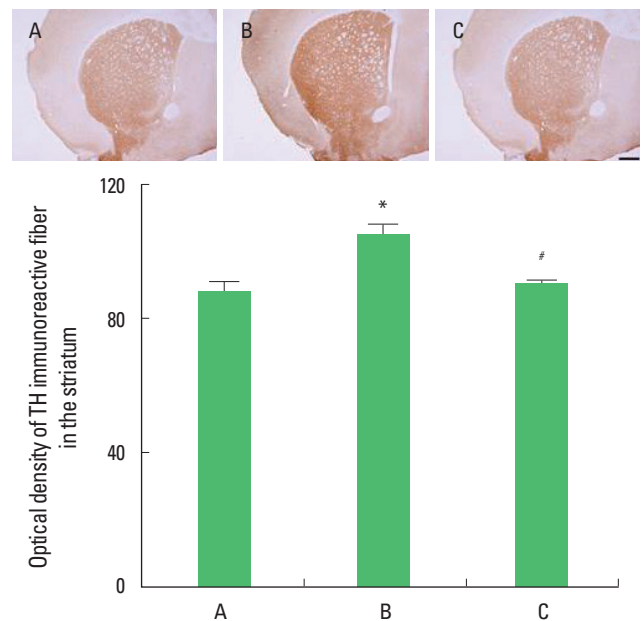 A
B
C
Optical density of TH immunoreactive fiber
in the striatum
120
*
#
80
40
0
A
B
C